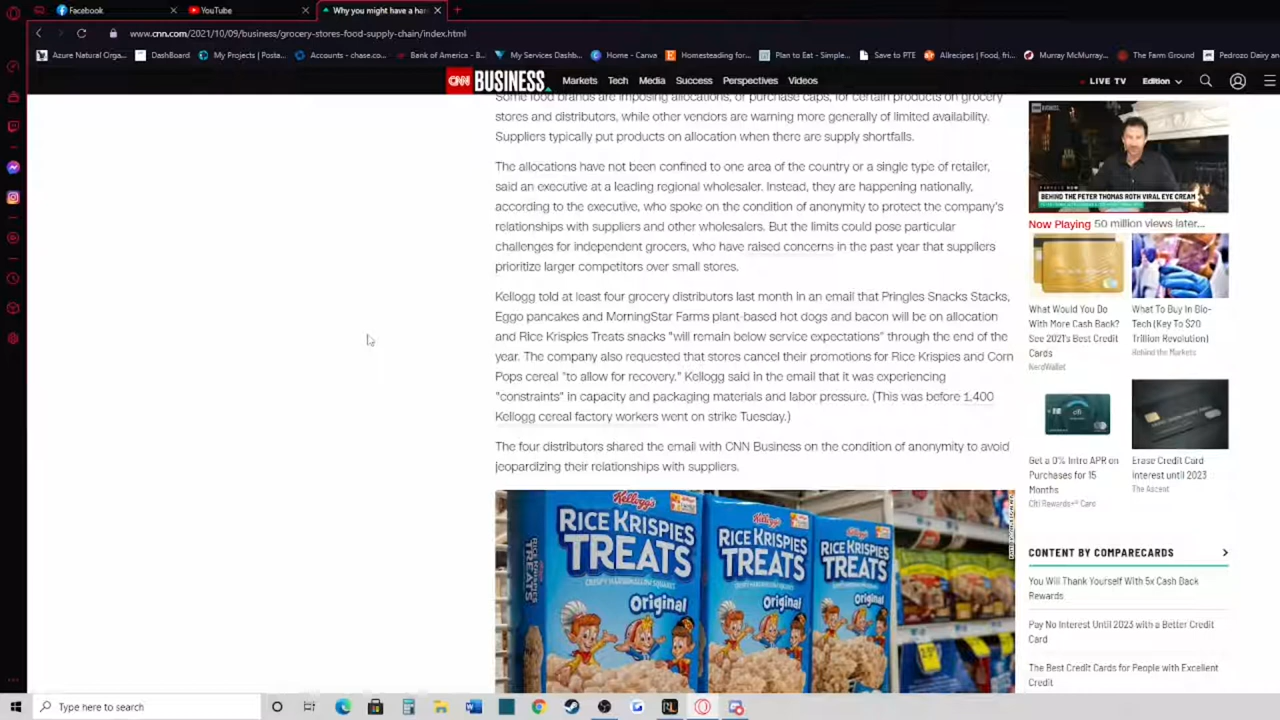 Facebook
YouTube
Why you might have a har
www.cnn.com/2021/10/09/business/grocery-stores-food-supply-chain/index.html
Azure Natural Orga...
DashBoard
My Projects | Posta...
Accounts - chase.co...
Bank of America - B...
My Services Dashb...
Home - Canva
Homesteading for...
Plan to Eat - Simple...
Save to PTE
Allrecipes | Food, fri...
Murray McMurray...
The Farm Ground
Pedrozo Dairy and
CNN BUSINESS
Markets
Tech
Media
Success
Perspectives
Videos
LIVE TV
Edition
Some food brands are imposing allocations, or purchase caps, for certain products on grocery
stores and distributors, while other vendors are warning more generally of limited availability.
Suppliers typically put products on allocation when there are supply shortfalls.
The allocations have not been confined to one area of the country or a single type of retailer,
said an executive at a leading regional wholesaler. Instead, they are happening nationally,
according to the executive, who spoke on the condition of anonymity to protect the company's
relationships with suppliers and other wholesalers. But the limits could pose particular
challenges for independent grocers, who have raised concerns in the past year that suppliers
prioritize larger competitors over small stores.
Kellogg told at least four grocery distributors last month in an email that Pringles Snacks Stacks,
Eggo pancakes and MorningStar Farms plant-based hot dogs and bacon will be on allocation
and Rice Krisples Treats snacks "will remain below service expectations" through the end of the
year. The company also requested that stores cancel their promotions for Rice Krispies and Corn
Pops cereal "to allow for recovery." Kellogg said in the email that it was experiencing
"constraints" in capacity and packaging materials and labor pressure. (This was before 1,400
Kellogg cereal factory workers went on strike Tuesday.)
The four distributors shared the email with CNN Business on the condition of anonymity to avoid
jeopardizing their relationships with suppliers.
Kellogg's
RICE KRISPIES
TREATS
CRISPY MARSHMALLOW SQUARES
Original
Kellogg's
RICE KRISPIES
TREATS
Original
Kellogg's
RICE KRISPIES
TREATS
Original
RICE KRISPIES
TREATS
BEHIND THE PETER THOMAS ROTH VIRAL EYE CREAM
Now Playing 50 million views later...
What Would You Do
With More Cash Back?
See 2021's Best Credit
Cards
NerdWallet
What To Buy In Bio-
Tech (Key To $20
Trillion Revolution)
Behind the Markets
citi
Get a 0% Intro APR on
Purchases for 15
Months
Citi Rewards+® Card
Erase Credit Card
Interest until 2023
The Ascent
CONTENT BY COMPARECARDS
You Will Thank Yourself With 5x Cash Back
Rewards
Pay No Interest Until 2023 with a Better Credit
Card
The Best Credit Cards for People with Excellent
Credit
Type here to search